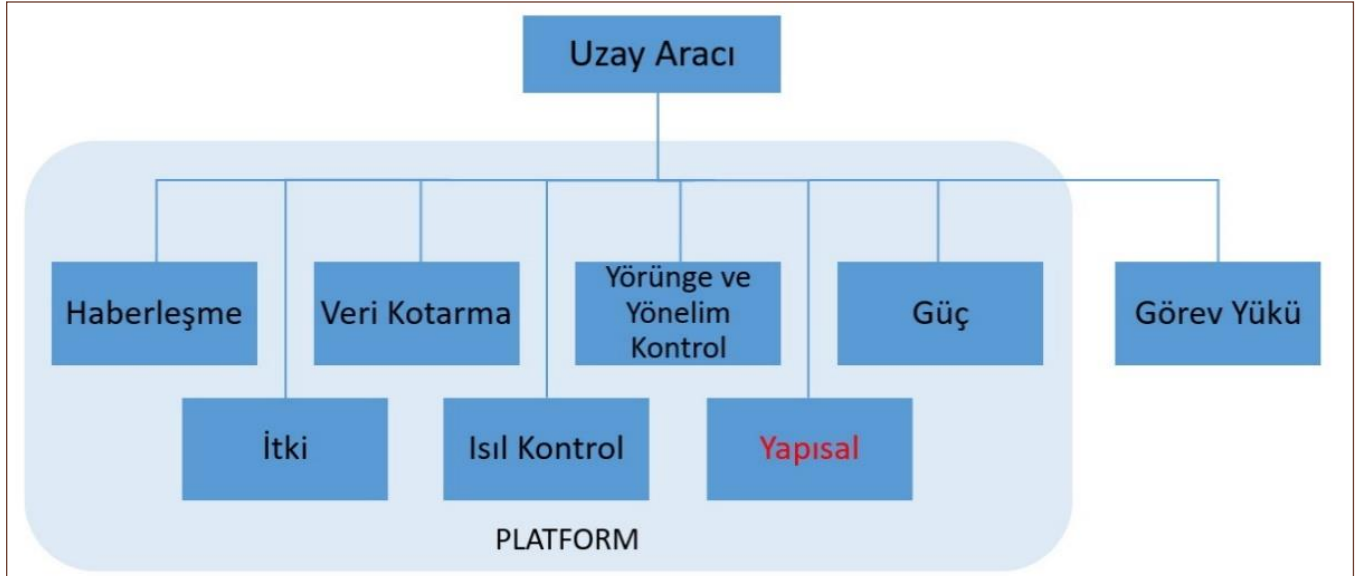 Uzay Aracı
Haberleşme
Veri Kotarma
Yörünge ve
Yönelim
Kontrol
Güç
Görev Yükü
İtki
Isıl Kontrol
Yapısal
PLATFORM